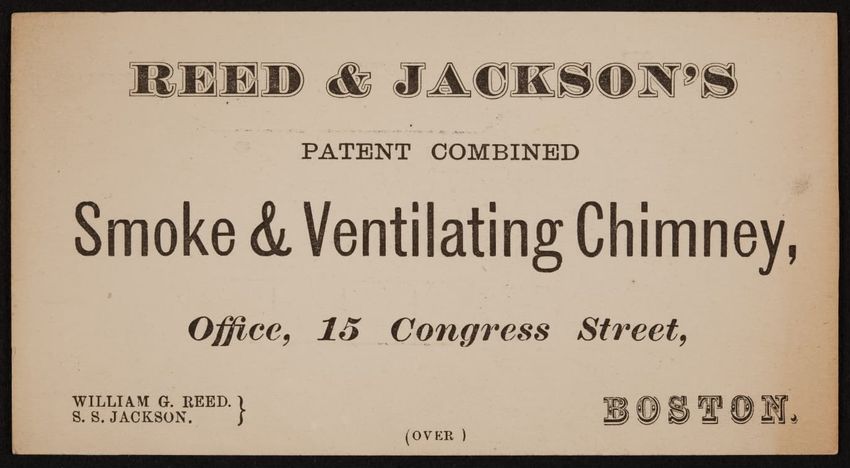 REED & JACKSON'S
PATENT COMBINED
Smoke & Ventilating Chimney,
Office, 15 Congress Street,
WILLIAM G. REED. }
S. S. JACKSON.
BOSTON.
(OVER)